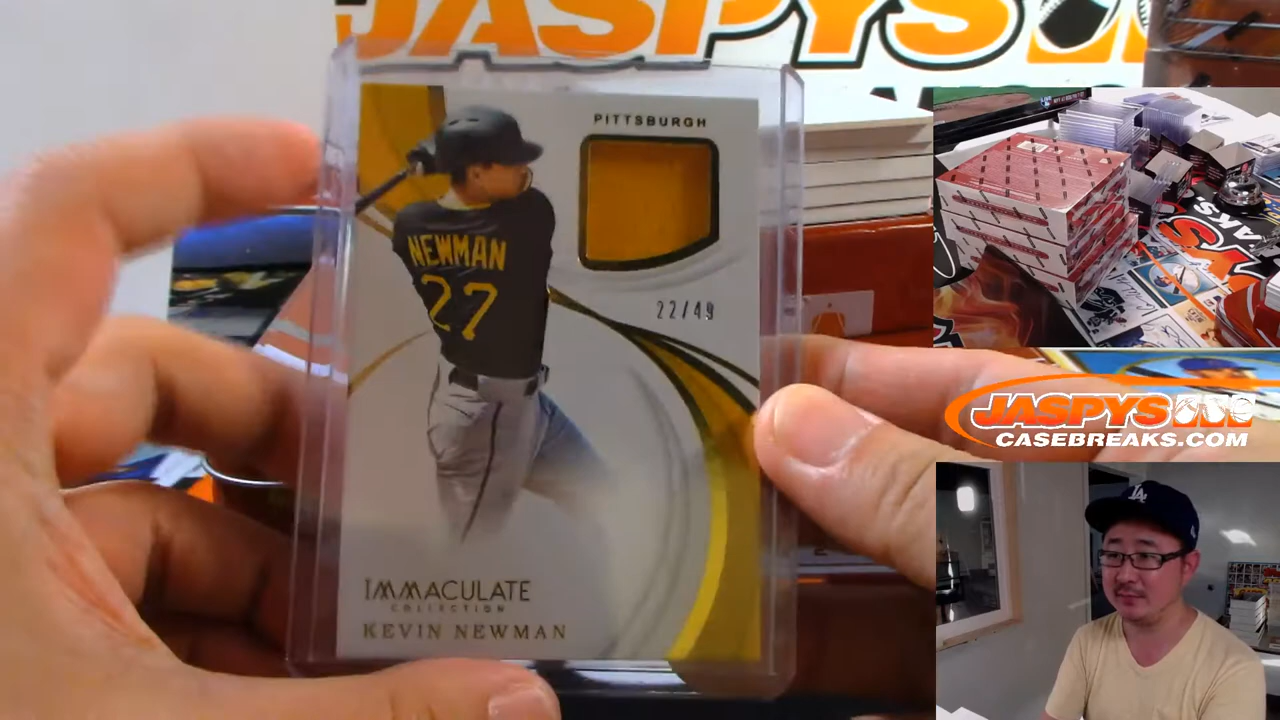 JASPYS
PITTSBURGH
NEWMAN
27
22/49
IMMACULATE
COLLECTION
KEVIN NEWMAN
JASPYS
CASEBREAKS.COM
LA